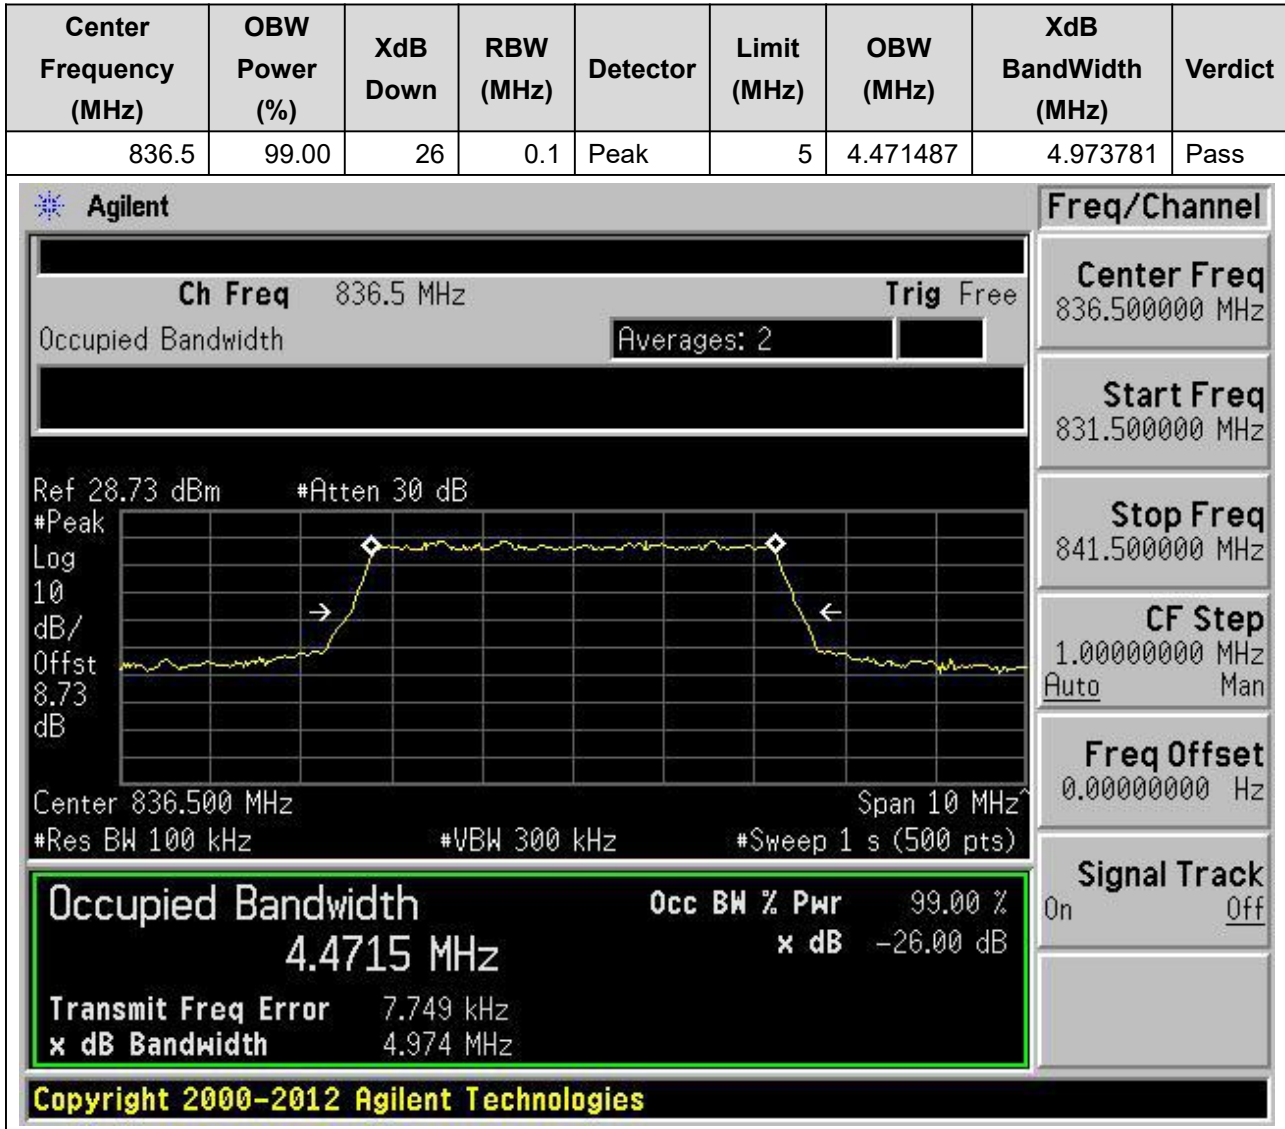 Center Frequency (MHz) OBW Power (%) XdB Down RBW (MHz) Detector Limit (MHz) OBW (MHz) XdB BandWidth (MHz) Verdict
836.5 99.00 26 0.1 Peak 5 4.471487 4.973781 Pass
Agilent
Freq/Channel
Ch Freq 836.5 MHz Trig Free
Occupied Bandwidth Averages: 2
Ref 28.73 dBm #Atten 30 dB
#Peak
Log
10
dB/
Offst
8.73
dB
Center 836.500 MHz Span 10 MHz^
#Res BW 100 kHz #VBW 300 kHz #Sweep 1 s (500 pts)
Occupied Bandwidth Occ BW % Pwr 99.00 %
4.4715 MHz x dB -26.00 dB
Transmit Freq Error 7.749 kHz
x dB Bandwidth 4.974 MHz
Center Freq
836.500000 MHz
Start Freq
831.500000 MHz
Stop Freq
841.500000 MHz
CF Step
1.00000000 MHz
Auto Man
Freq Offset
0.00000000 Hz
Signal Track
On Off
Copyright 2000-2012 Agilent Technologies